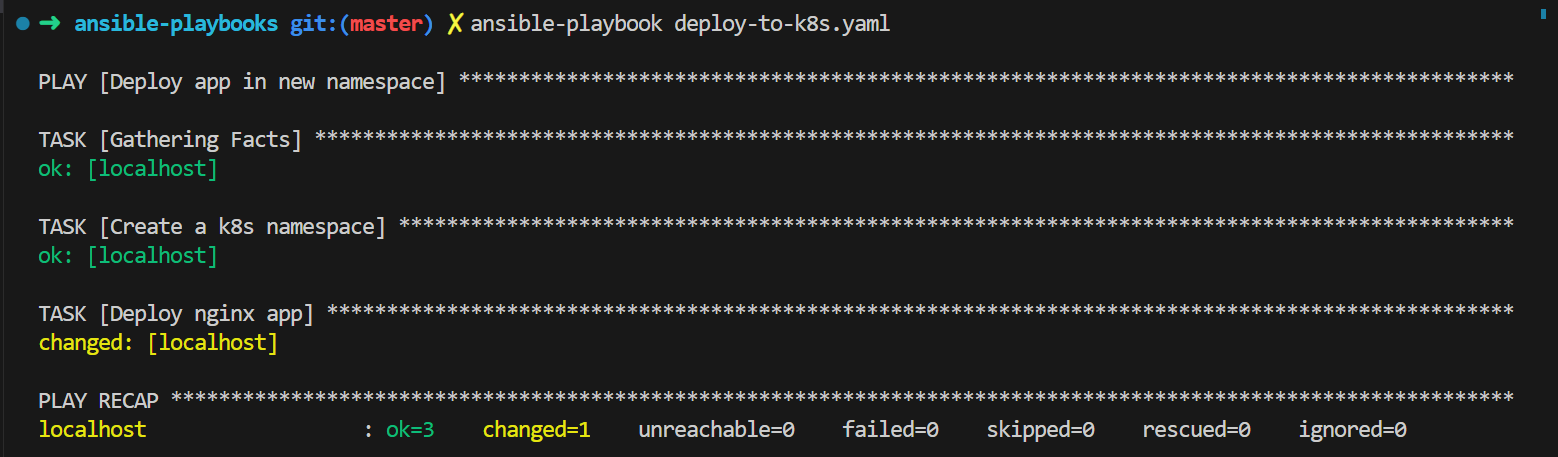 ➜ ansible-playbooks git:(master) ✗ ansible-playbook deploy-to-k8s.yaml
PLAY [Deploy app in new namespace] ****************************************************************************************
TASK [Gathering Facts] ****************************************************************************************************
ok: [localhost]
TASK [Create a k8s namespace] *********************************************************************************************
ok: [localhost]
TASK [Deploy nginx app] ***************************************************************************************************
changed: [localhost]
PLAY RECAP ****************************************************************************************************************
localhost : ok=3 changed=1 unreachable=0 failed=0 skipped=0 rescued=0 ignored=0